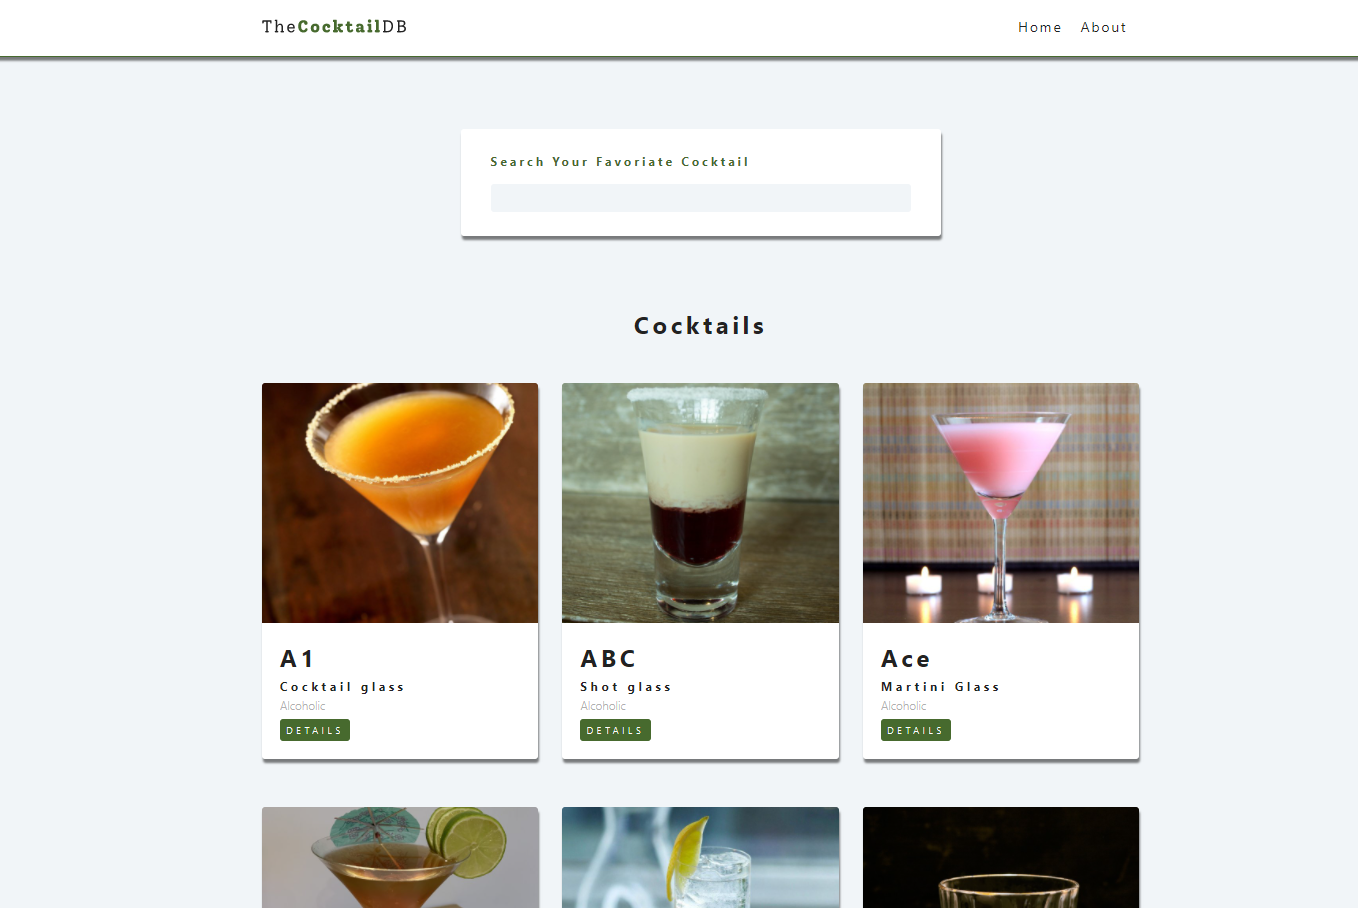 TheCocktailDB
Home About
Search Your Favoriate Cocktail
Cocktails
A1
Cocktail glass
Alcoholic
DETAILS
ABC
Shot glass
Alcoholic
DETAILS
Ace
Martini Glass
Alcoholic
DETAILS